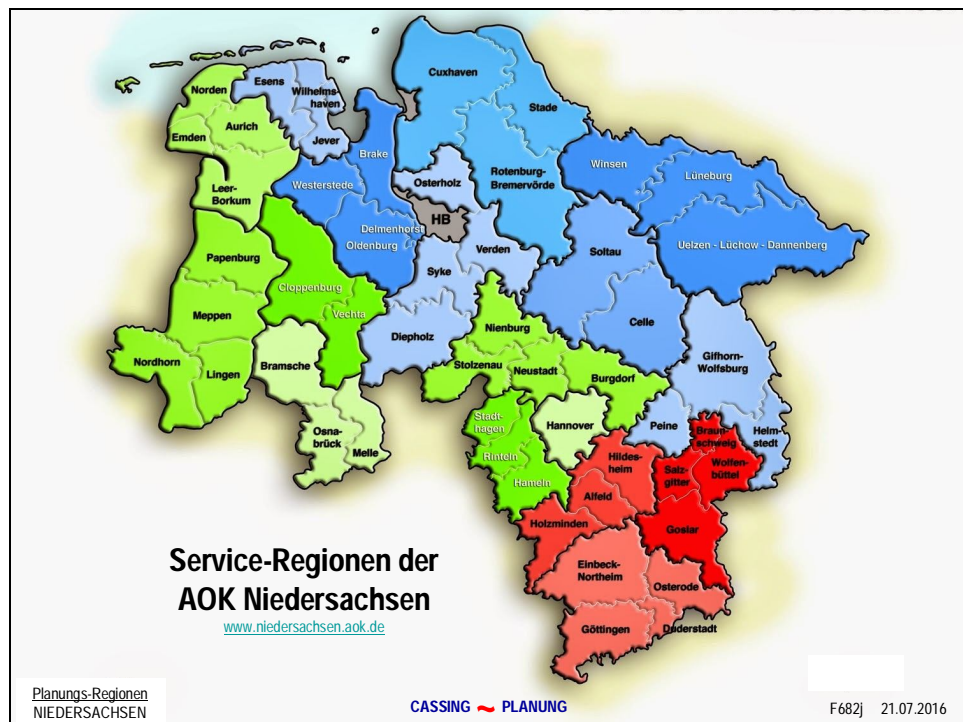 Cuxhaven
Stade
Norden
Esens
Wilhelms-
haven
Aurich
Emden
Jever
Brake
Winsen
Lüneburg
Westerstede
Osterholz
Rotenburg-
Bremervörde
Leer-
Borkum
HB
Delmenhorst
Oldenburg
Verden
Soltau
Uelzen - Lüchow - Dannenberg
Papenburg
Syke
Cloppenburg
Meppen
Vechta
Nienburg
Celle
Diepholz
Gifhorn-
Wolfsburg
Nordhorn
Lingen
Bramsche
Stolzenau
Neustadt
Burgdorf
Stadt-
hagen
Hannover
Peine
Braun-
schweig
Helm-
stedt
Osna-
brück
Melle
Rinteln
Hildes-
heim
Salz-
gitter
Wolfen-
büttel
Hameln
Alfeld
Holzminden
Goslar
Service-Regionen der
AOK Niedersachsen
www.niedersachsen.aok.de
Einbeck-
Northeim
Osterode
Göttingen
Duderstadt
Planungs-Regionen
NIEDERSACHSEN
CASSING ~ PLANUNG
F682j 21.07.2016